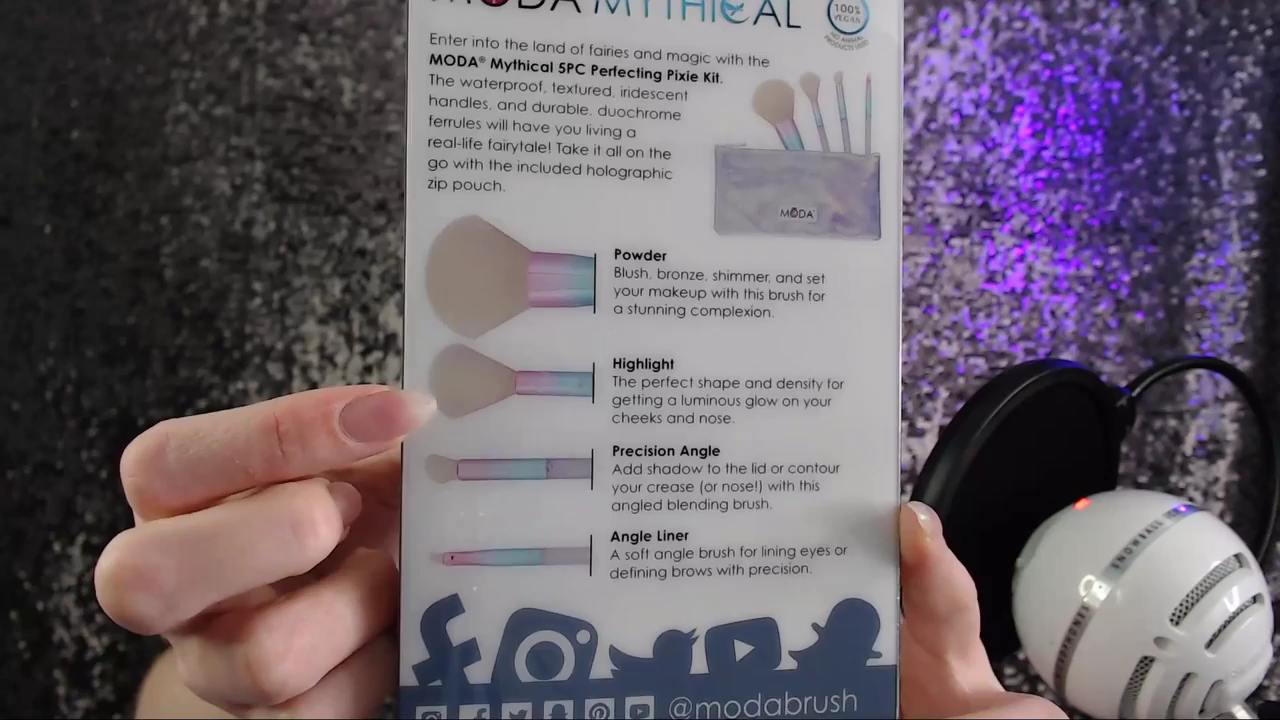 MODA MYTHICAL
100%
VEGAN
NO ANIMAL
PRODUCTS USED
Enter into the land of fairies and magic with the
MODA® Mythical 5PC Perfecting Pixie Kit.
The waterproof, textured, iridescent
handles, and durable, duochrome
ferrules will have you living a
real-life fairytale! Take it all on the
go with the included holographic
zip pouch.
MODA
Powder
Blush, bronze, shimmer, and set
your makeup with this brush for
a stunning complexion.
Highlight
The perfect shape and density for
getting a luminous glow on your
cheeks and nose.
Precision Angle
Add shadow to the lid or contour
your crease (or nose!) with this
angled blending brush.
Angle Liner
A soft angle brush for lining eyes or
defining brows with precision.
@modabrush